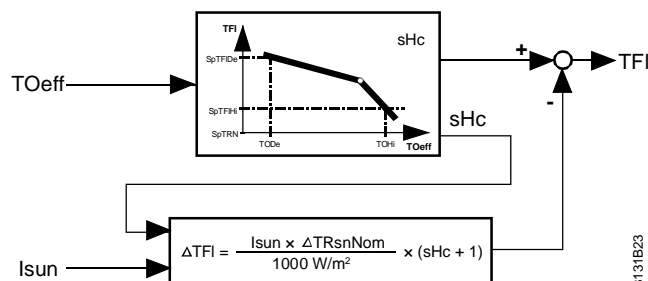 TFl
sHc
SpTFlDe
SpTFlHi
SpTRN
TODe
TOHi
TOeff
TOeff
+
-
TFl
sHc
ΔTFl = Isun × ΔTRsnNom / 1000 W/m² × (sHc + 1)
Isun
3131B23